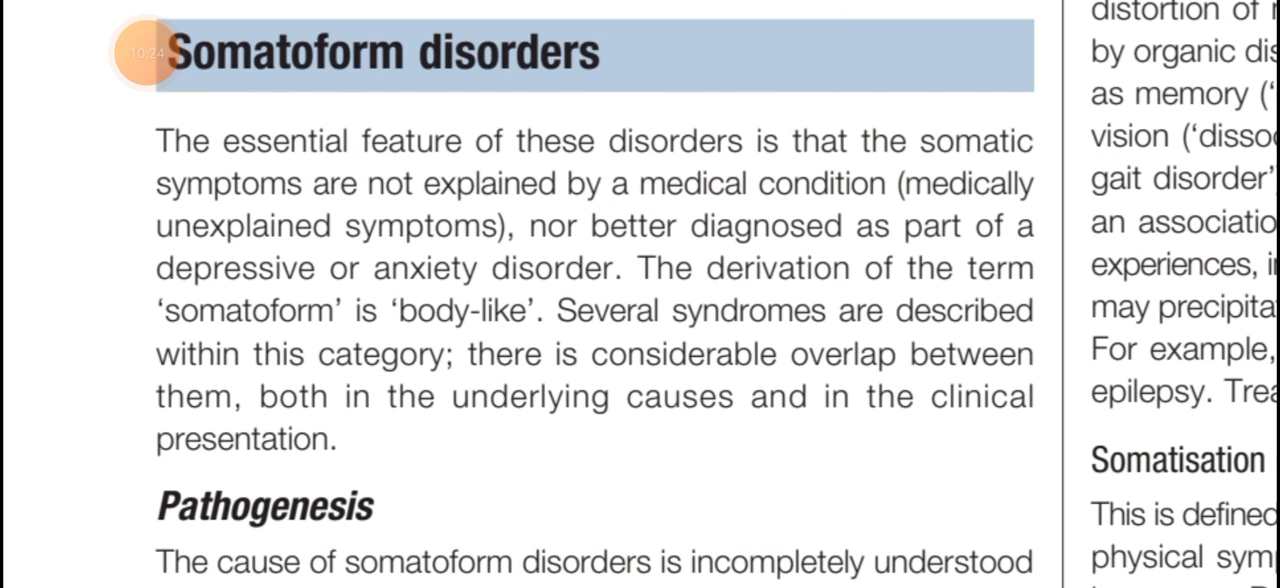 10:24
Somatoform disorders
The essential feature of these disorders is that the somatic
symptoms are not explained by a medical condition (medically
unexplained symptoms), nor better diagnosed as part of a
depressive or anxiety disorder. The derivation of the term
‘somatoform’ is ‘body-like’. Several syndromes are described
within this category; there is considerable overlap between
them, both in the underlying causes and in the clinical
presentation.
Pathogenesis
The cause of somatoform disorders is incompletely understood
distortion of
by organic
as memory (‘
vision
gait disorder’
an
experiences,
may
For example,
epilepsy.
Somatisation
This is defined
physical